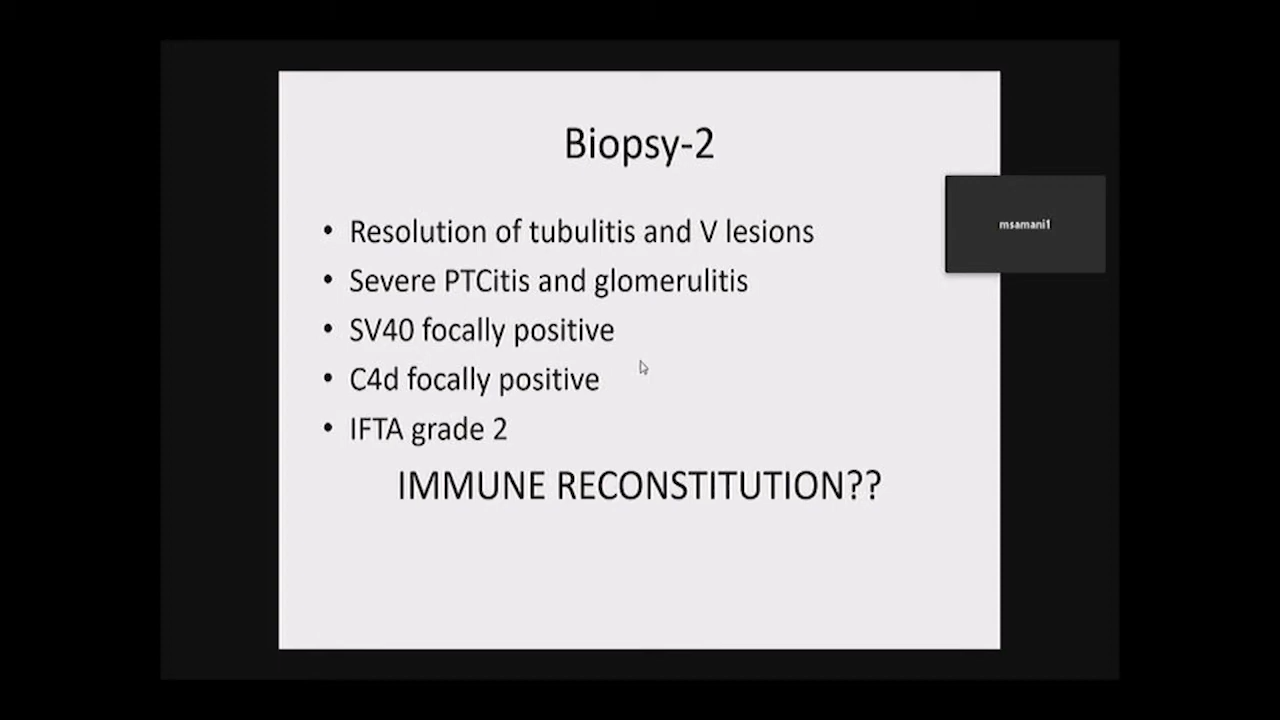 Biopsy-2
• Resolution of tubulitis and V lesions
• Severe PTCitis and glomerulitis
• SV40 focally positive
• C4d focally positive
• IFTA grade 2
IMMUNE RECONSTITUTION??
msamani1